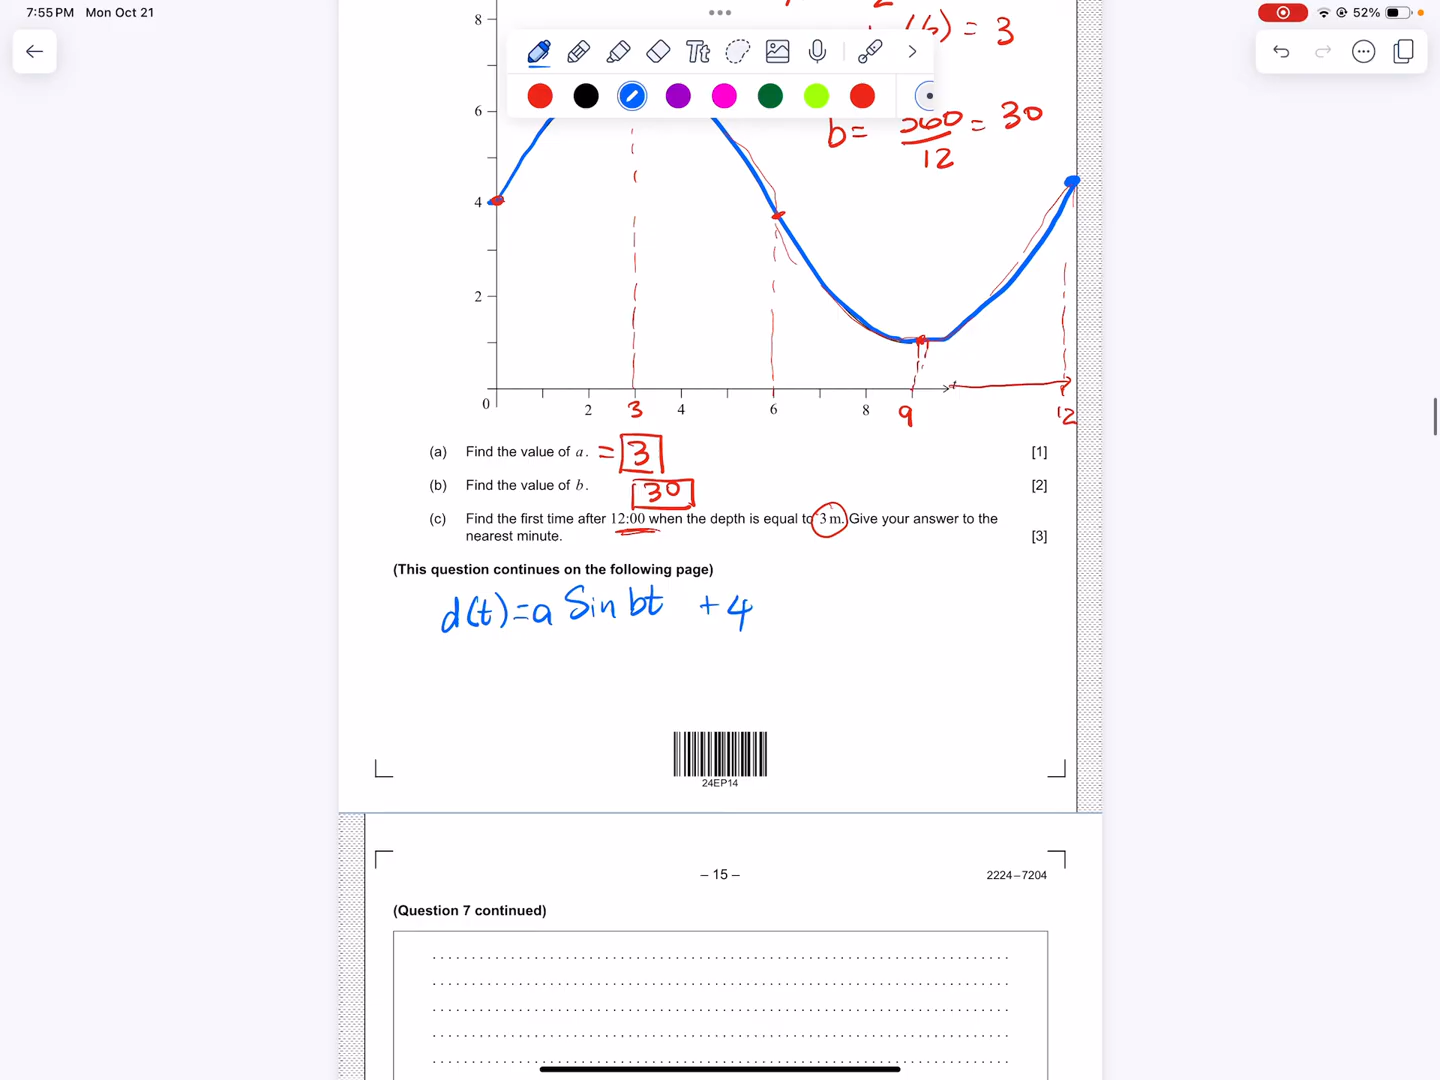 7:55 PM Mon Oct 21
52%
8
= 3
Tt
6
b = 360/12 = 30
4
2
0 2 3 4 6 8 9 t 12
(a) Find the value of a. = 3 [1]
(b) Find the value of b. 30 [2]
(c) Find the first time after 12:00 when the depth is equal to 3 m. Give your answer to the
nearest minute. [3]
(This question continues on the following page)
d(t) = a Sin bt + 4
24EP14
– 15 –
2224–7204
(Question 7 continued)